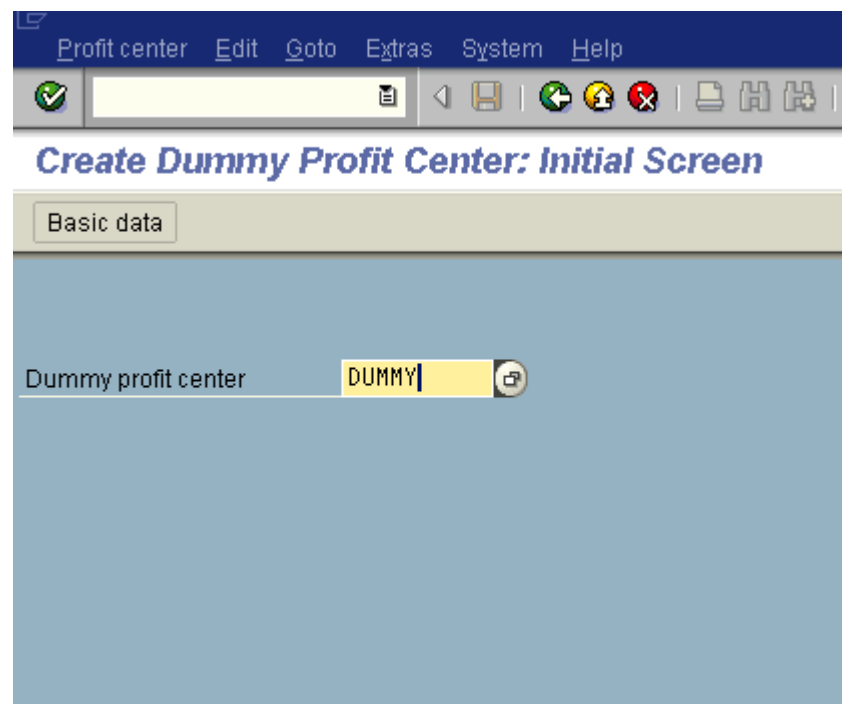 Profit center Edit Goto Extras System Help
Create Dummy Profit Center: Initial Screen
Basic data
Dummy profit center DUMMY